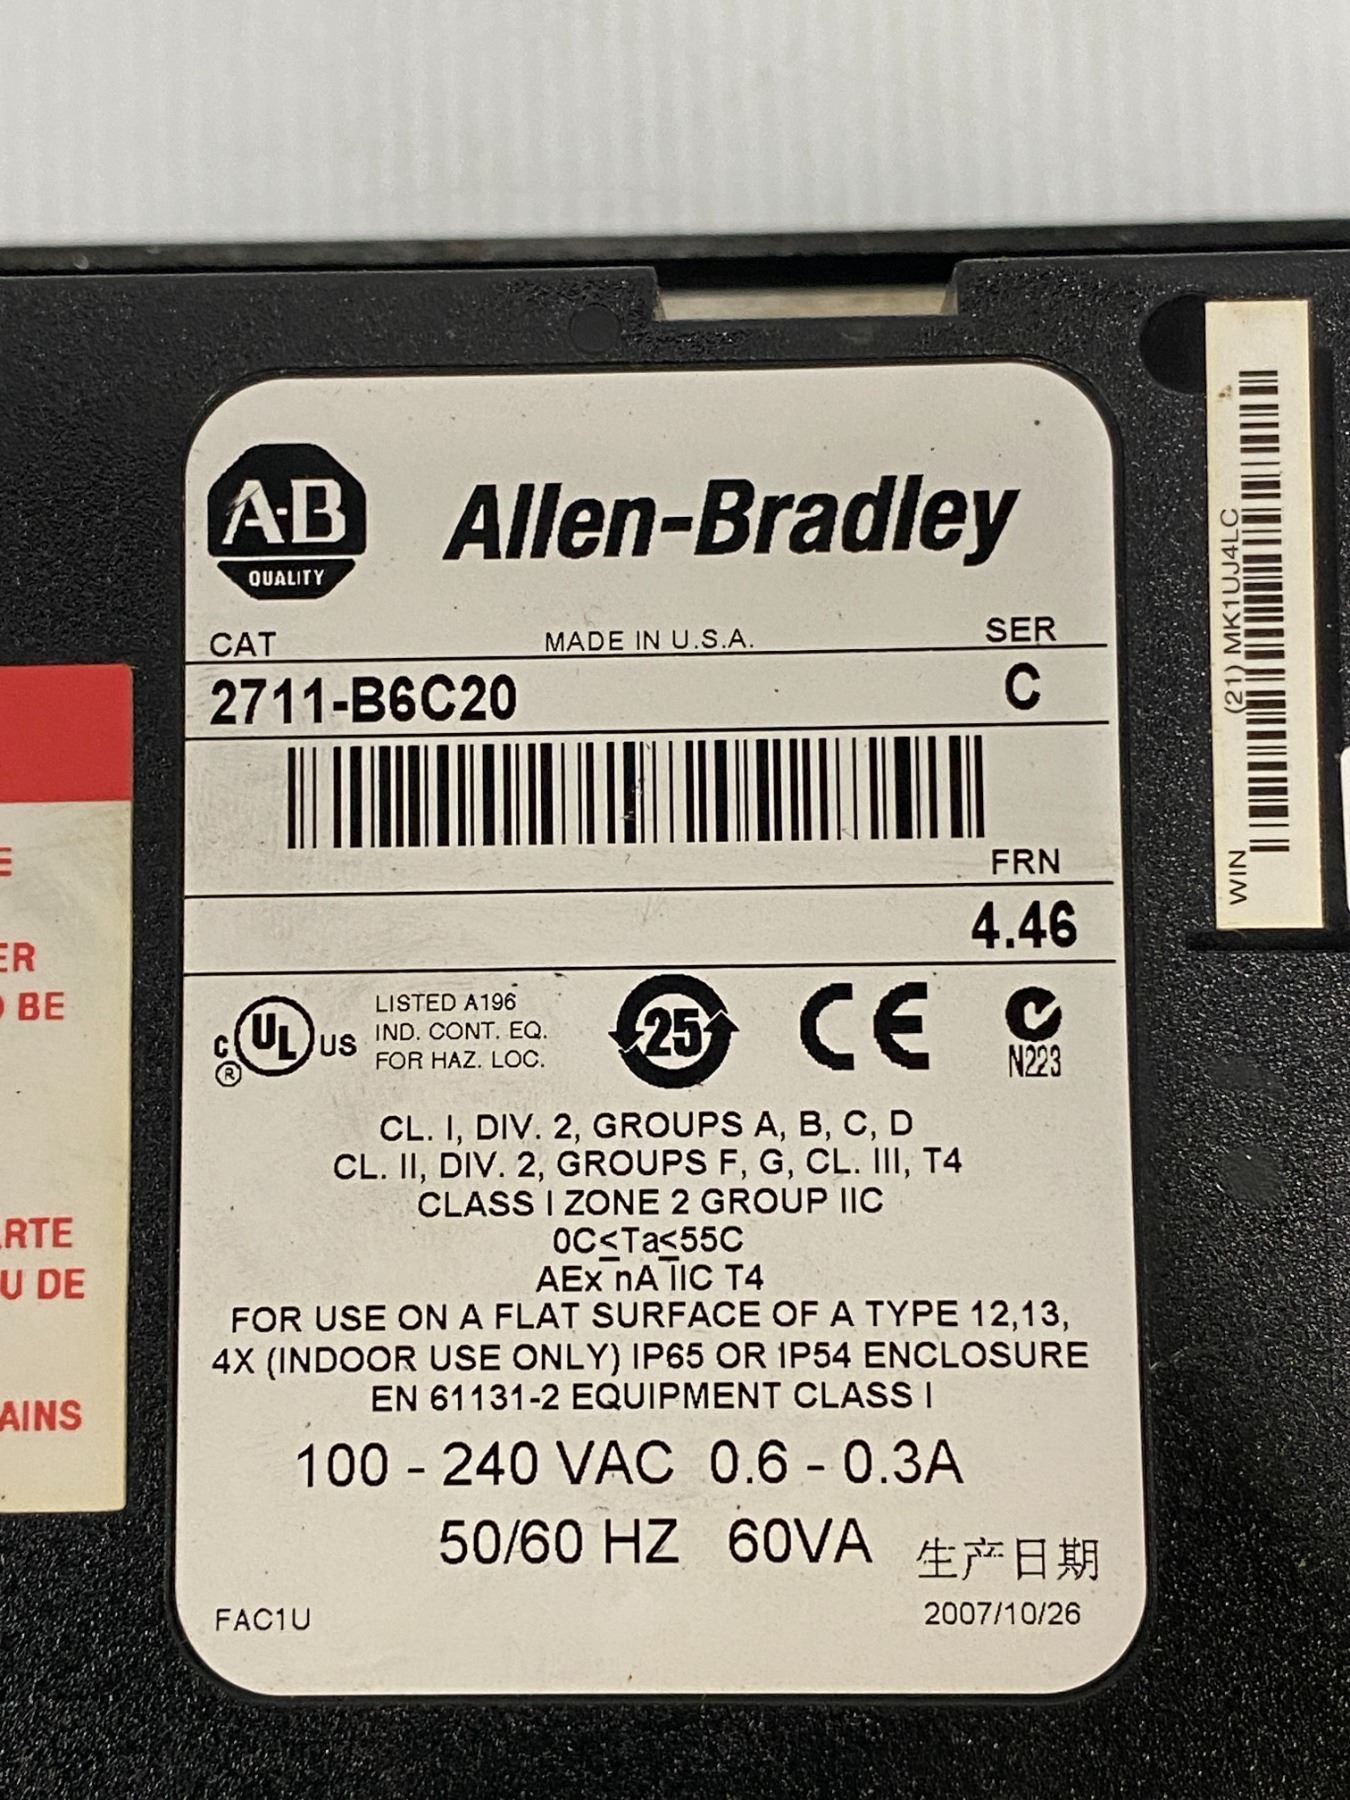 A-B
QUALITY
Allen-Bradley
CAT
MADE IN U.S.A.
SER
2711-B6C20
C
FRN
4.46
C UL US ®
LISTED A196
IND. CONT. EQ.
FOR HAZ. LOC.
25
CE
N223
CL. I, DIV. 2, GROUPS A, B, C, D
CL. II, DIV. 2, GROUPS F, G, CL. III, T4
CLASS I ZONE 2 GROUP IIC
0C≤Ta≤55C
AEx nA IIC T4
FOR USE ON A FLAT SURFACE OF A TYPE 12,13,
4X (INDOOR USE ONLY) IP65 OR IP54 ENCLOSURE
EN 61131-2 EQUIPMENT CLASS I
100 - 240 VAC 0.6 - 0.3A
50/60 HZ 60VA
生产日期
2007/10/26
FAC1U
WIN
(21) MK1UJ4LC
E
ER
BE
RTE
U DE
AINS